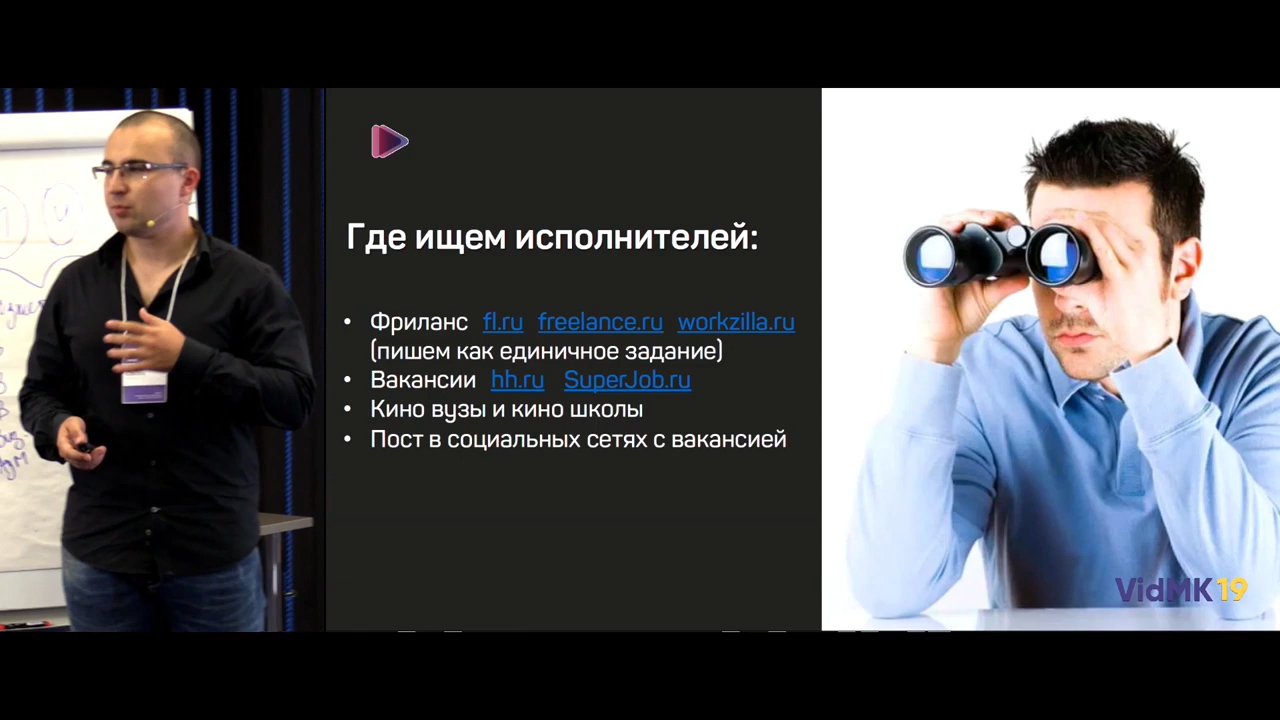 Где ищем исполнителей:
• Фриланс fl.ru freelance.ru workzilla.ru
(пишем как единичное задание)
• Вакансии hh.ru SuperJob.ru
• Кино вузы и кино школы
• Пост в социальных сетях с вакансией
VidMK19